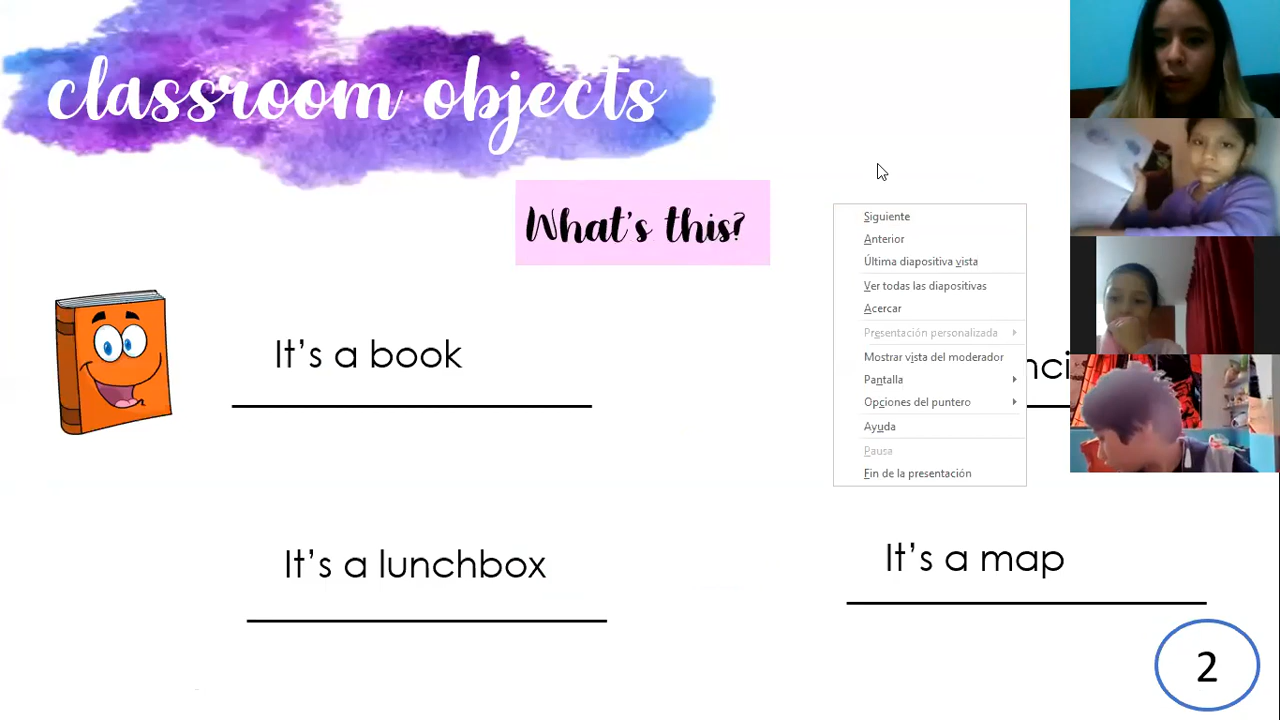 classroom objects
What's this?
Siguiente
Anterior
Última diapositiva vista
Ver todas las diapositivas
Acercar
Presentación personalizada
Mostrar vista del moderador
Pantalla
Opciones del puntero
Ayuda
Pausa
Fin de la presentación
It's a book
It's a lunchbox
It's a map
2